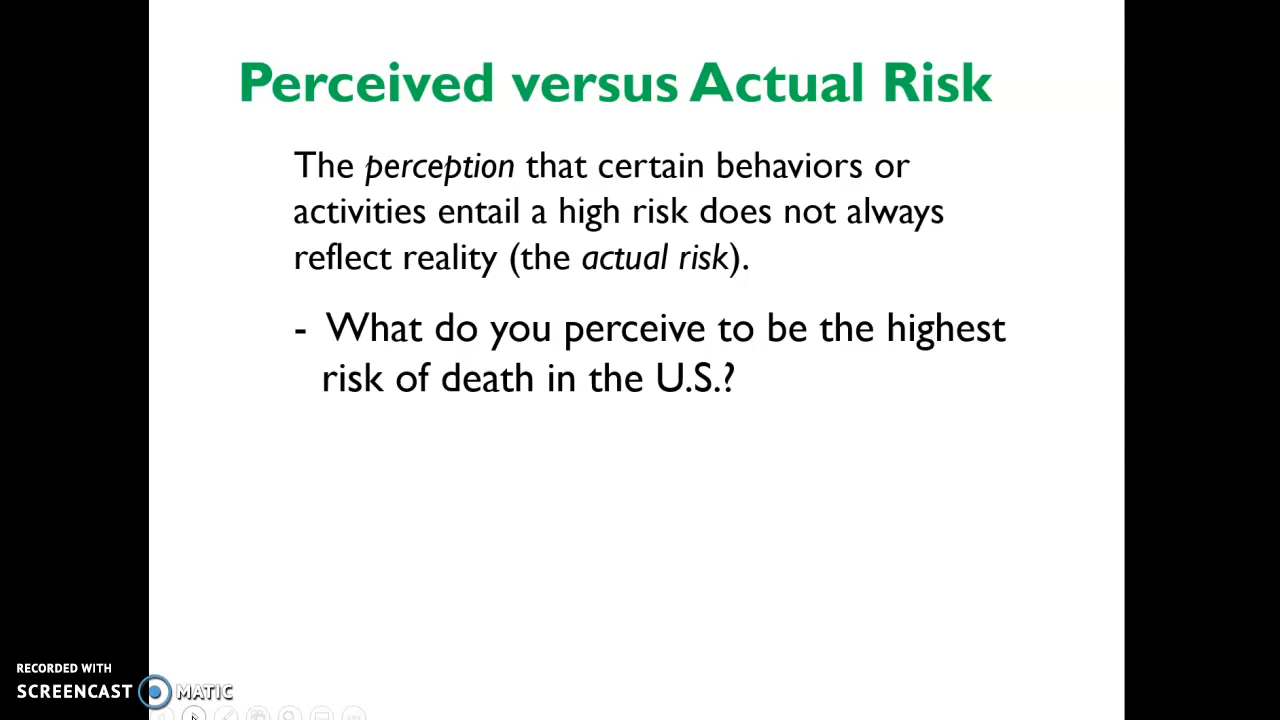 Perceived versus Actual Risk
The perception that certain behaviors or
activities entail a high risk does not always
reflect reality (the actual risk).
- What do you perceive to be the highest
risk of death in the U.S.?
RECORDED WITH
SCREENCAST MATIC